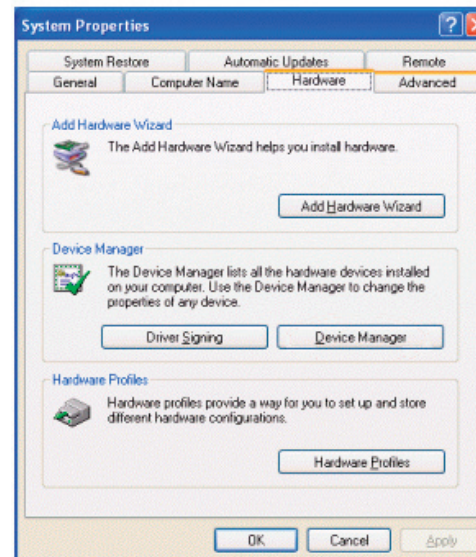 System Properties
?
System Restore Automatic Updates Remote
General Computer Name Hardware Advanced
Add Hardware Wizard
The Add Hardware Wizard helps you install hardware.
Add Hardware Wizard
Device Manager
The Device Manager lists all the hardware devices installed
on your computer. Use the Device Manager to change the
properties of any device.
Driver Signing Device Manager
Hardware Profiles
Hardware profiles provide a way for you to set up and store
different hardware configurations.
Hardware Profiles
OK Cancel Apply